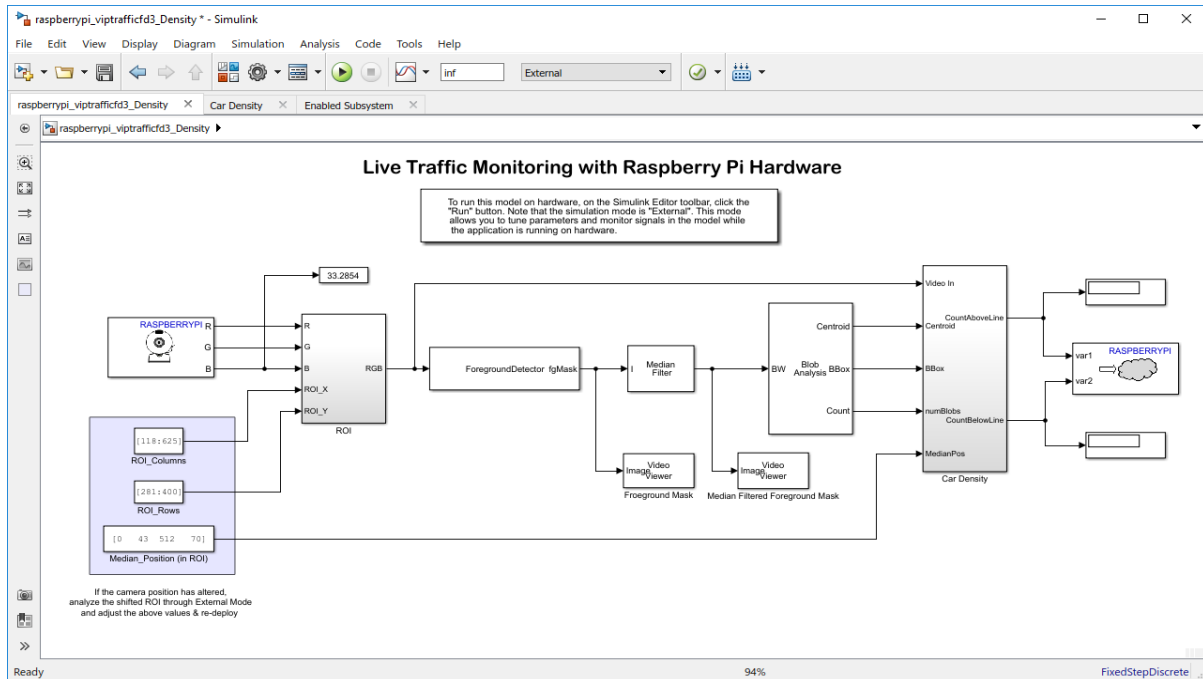 raspberrypi_viptrafficfd3_Density * - Simulink
File Edit View Display Diagram Simulation Analysis Code Tools Help
inf External
raspberrypi_viptrafficfd3_Density Car Density Enabled Subsystem
raspberrypi_viptrafficfd3_Density
Live Traffic Monitoring with Raspberry Pi Hardware
To run this model on hardware, on the Simulink Editor toolbar, click the
"Run" button. Note that the simulation mode is "External". This mode
allows you to tune parameters and monitor signals in the model while
the application is running on hardware.
33.2854
RASPBERRYPI
R
G
B
R
G
B
ROI_X
ROI_Y
RGB
ROI
ForegroundDetector fgMask
I
Median
Filter
BW
Blob
Analysis
Centroid
BBox
Count
Video In
Centroid
BBox
numBlobs
MedianPos
CountAboveLine
CountBelowLine
Car Density
var1
var2
RASPBERRYPI
Image
Video
Viewer
Froeground Mask
Image
Video
Viewer
Median Filtered Foreground Mask
[118:625]
ROI_Columns
[281:400]
ROI_Rows
[0 43 512 70]
Median_Position (in ROI)
If the camera position has altered,
analyze the shifted ROI through External Mode
and adjust the above values & re-deploy
Ready 94% FixedStepDiscrete